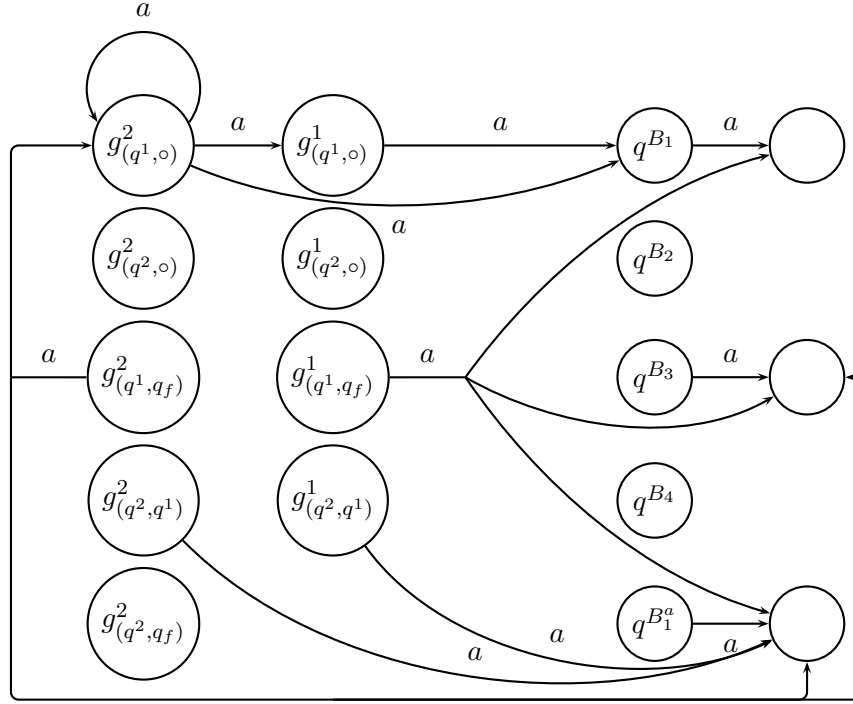 a
a a a
g^2_{(q^1,∘)} g^1_{(q^1,∘)} q^{B_1}
a
g^2_{(q^2,∘)} g^1_{(q^2,∘)} q^{B_2}
a a a
g^2_{(q^1,q_f)} g^1_{(q^1,q_f)} q^{B_3}
g^2_{(q^2,q^1)} g^1_{(q^2,q^1)} q^{B_4}
g^2_{(q^2,q_f)} q^{B_1^a}
a a a